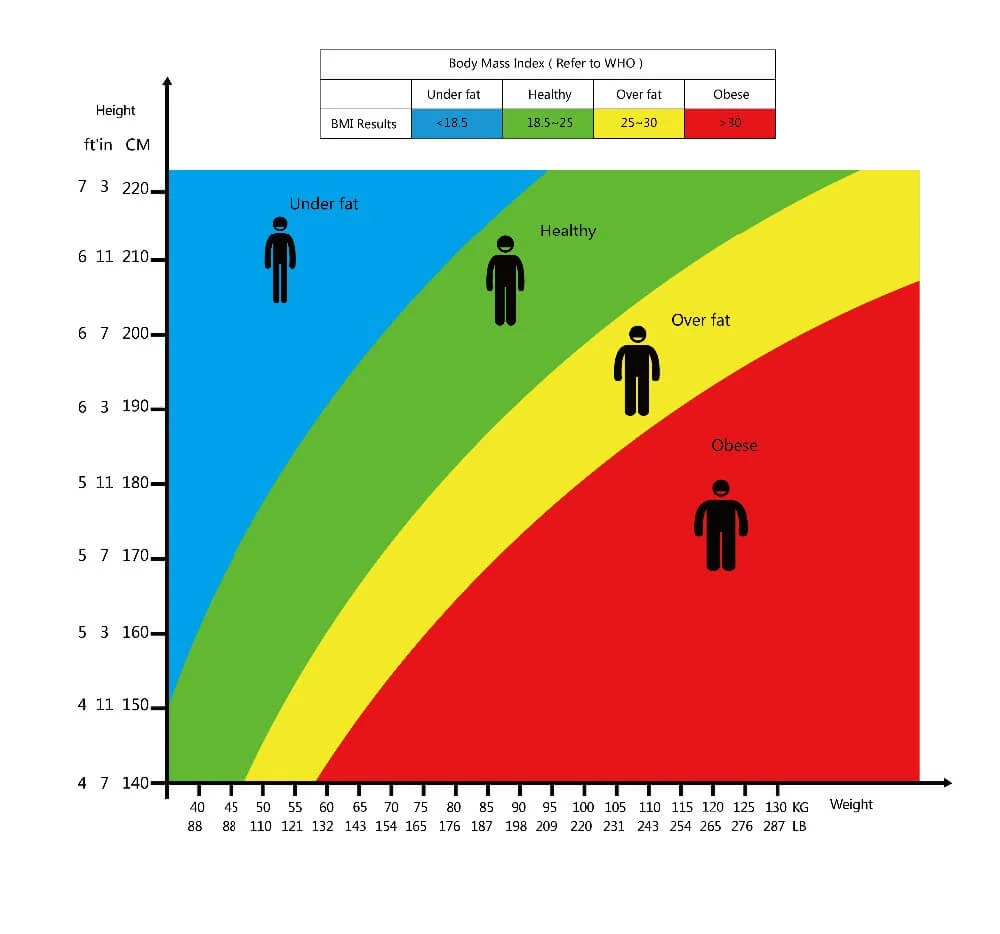 Body Mass Index ( Refer to WHO )
Under fat Healthy Over fat Obese
BMI Results <18.5 18.5~25 25~30 >30
Height
ft'in CM
7 3 220
Under fat
Healthy
6 11 210
Over fat
6 7 200
6 3 190
Obese
5 11 180
5 7 170
5 3 160
4 11 150
4 7 140
40 45 50 55 60 65 70 75 80 85 90 95 100 105 110 115 120 125 130 KG Weight
88 88 110 121 132 143 154 165 176 187 198 209 220 231 243 254 265 276 287 LB